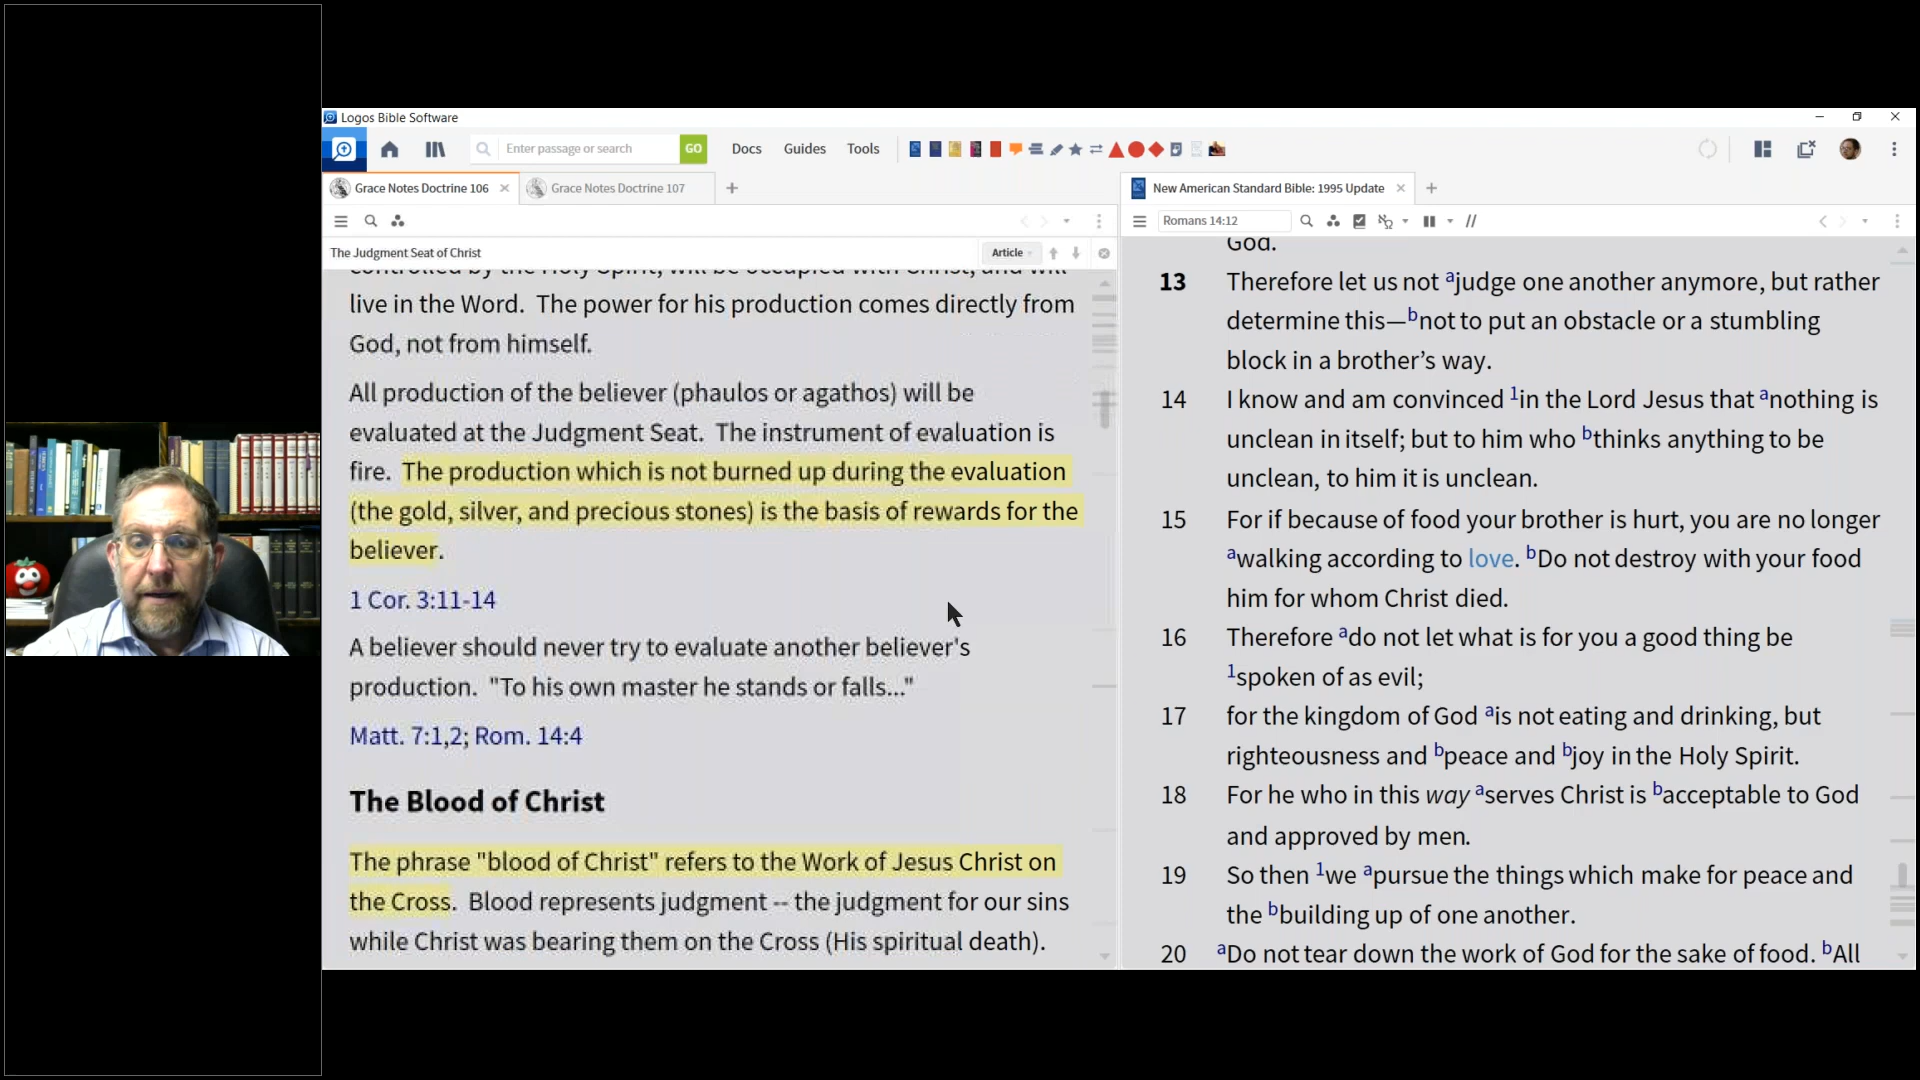 Logos Bible Software
Enter passage or search
GO
Docs
Guides
Tools
Grace Notes Doctrine 106
Grace Notes Doctrine 107
The Judgment Seat of Christ
Article
controlled by the Holy Spirit, will be occupied with Christ, and will
live in the Word. The power for his production comes directly from
God, not from himself.
All production of the believer (phaulos or agathos) will be
evaluated at the Judgment Seat. The instrument of evaluation is
fire. The production which is not burned up during the evaluation
(the gold, silver, and precious stones) is the basis of rewards for the
believer.
1 Cor. 3:11-14
A believer should never try to evaluate another believer's
production. "To his own master he stands or falls..."
Matt. 7:1,2; Rom. 14:4
The Blood of Christ
The phrase "blood of Christ" refers to the Work of Jesus Christ on
the Cross. Blood represents judgment -- the judgment for our sins
while Christ was bearing them on the Cross (His spiritual death).
New American Standard Bible: 1995 Update
Romans 14:12
God.
13 Therefore let us not ajudge one another anymore, but rather
determine this—bnot to put an obstacle or a stumbling
block in a brother’s way.
14 I know and am convinced 1in the Lord Jesus that anothing is
unclean in itself; but to him who bthinks anything to be
unclean, to him it is unclean.
15 For if because of food your brother is hurt, you are no longer
awalking according to love. bDo not destroy with your food
him for whom Christ died.
16 Therefore ado not let what is for you a good thing be
1spoken of as evil;
17 for the kingdom of God ais not eating and drinking, but
righteousness and bpeace and bjoy in the Holy Spirit.
18 For he who in this way aserves Christ is bacceptable to God
and approved by men.
19 So then 1we apursue the things which make for peace and
the bbuilding up of one another.
20 aDo not tear down the work of God for the sake of food. bAll